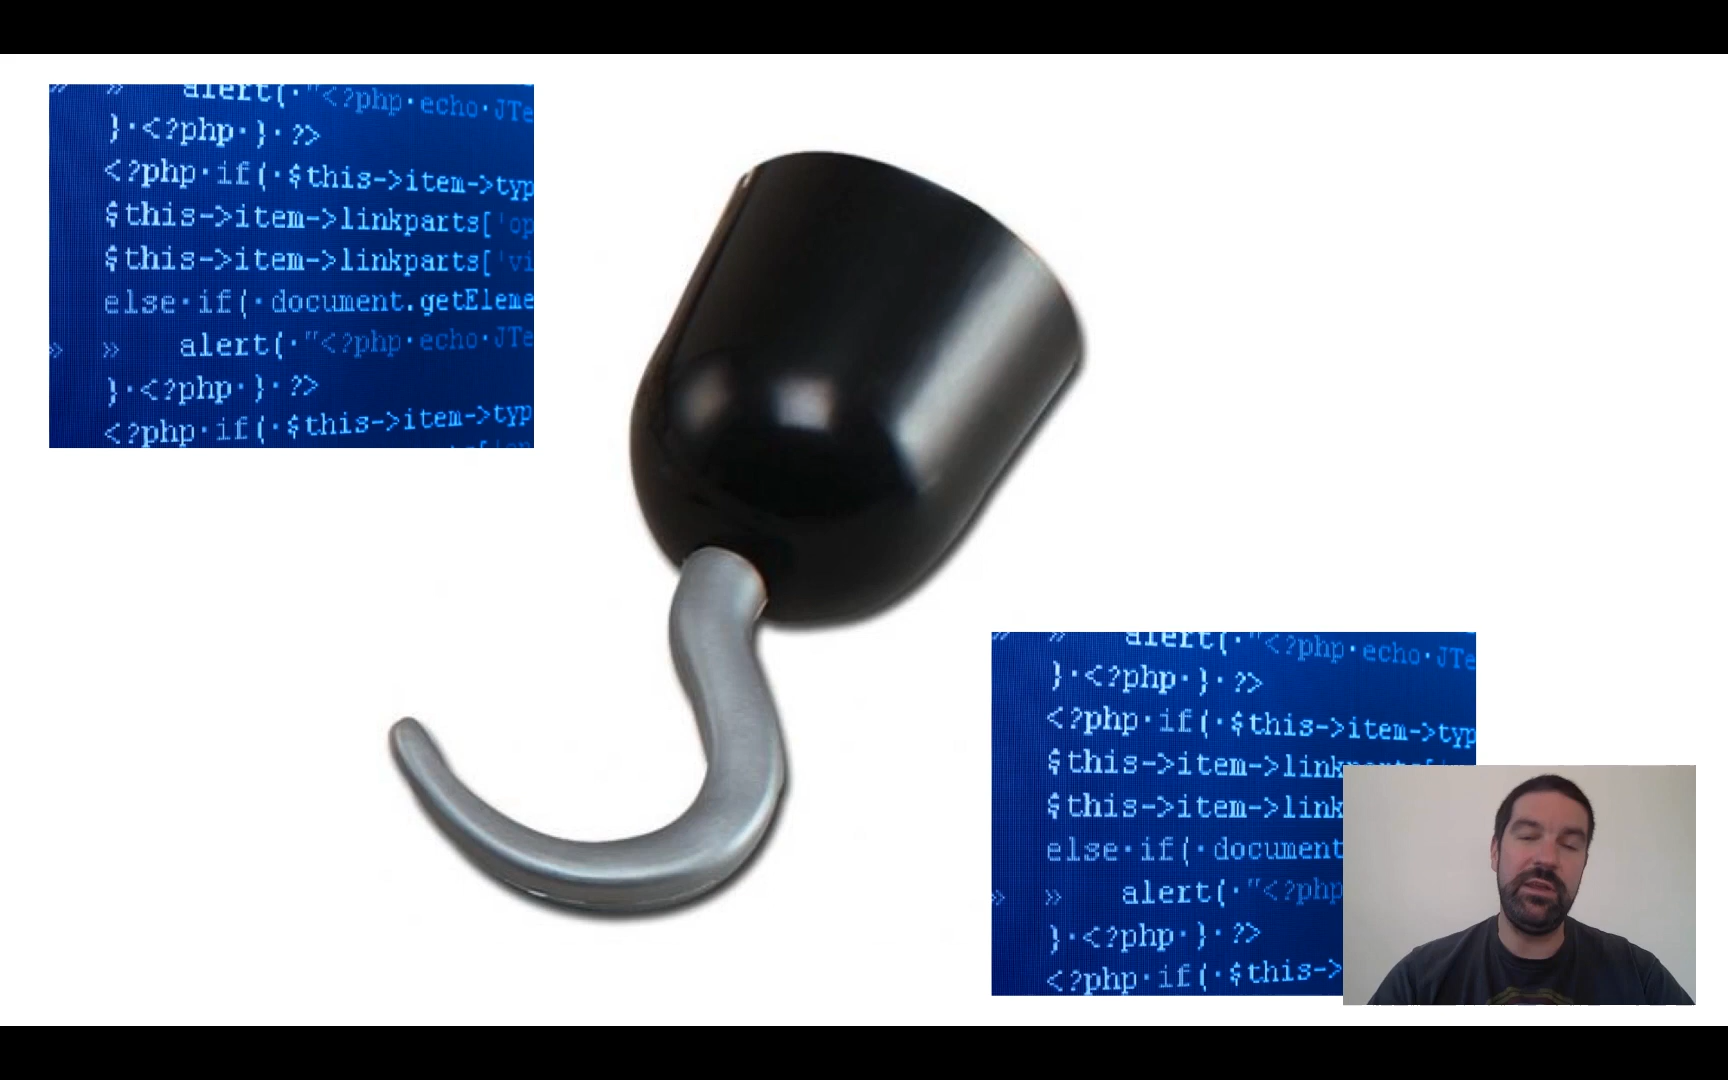 » » alert(·"<?php·echo·JTe
}·<?php·}·?>
<?php·if(·$this->item->typ
$this->item->linkparts['op
$this->item->linkparts['vi
else·if(·document.getEleme
» » alert(·"<?php·echo·JTe
}·<?php·}·?>
<?php·if(·$this->item->typ
» » alert(·"<?php·echo·JTe
}·<?php·}·?>
<?php·if(·$this->item->typ
$this->item->link
$this->item->link
else·if(·document
» » alert(·"<?php
}·<?php·}·?>
<?php·if(·$this->